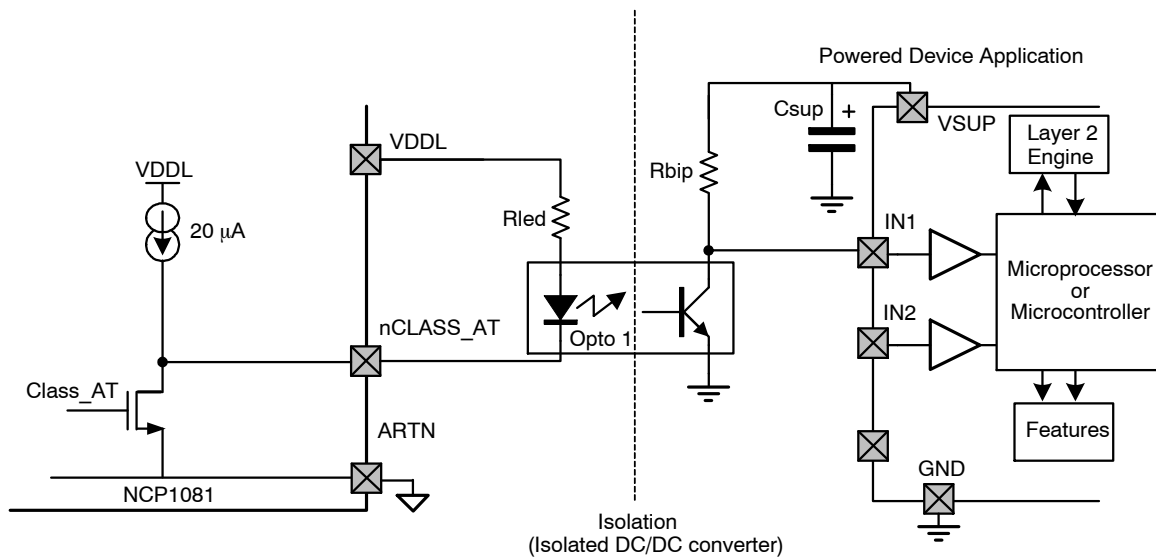 Powered Device Application
Csup
+
VSUP
Layer 2
Engine
VDDL
VDDL
20 μA
Rled
Rbip
IN1
IN2
Microprocessor
or
Microcontroller
nCLASS_AT
Opto 1
Class_AT
ARTN
Features
NCP1081
GND
Isolation
(Isolated DC/DC converter)